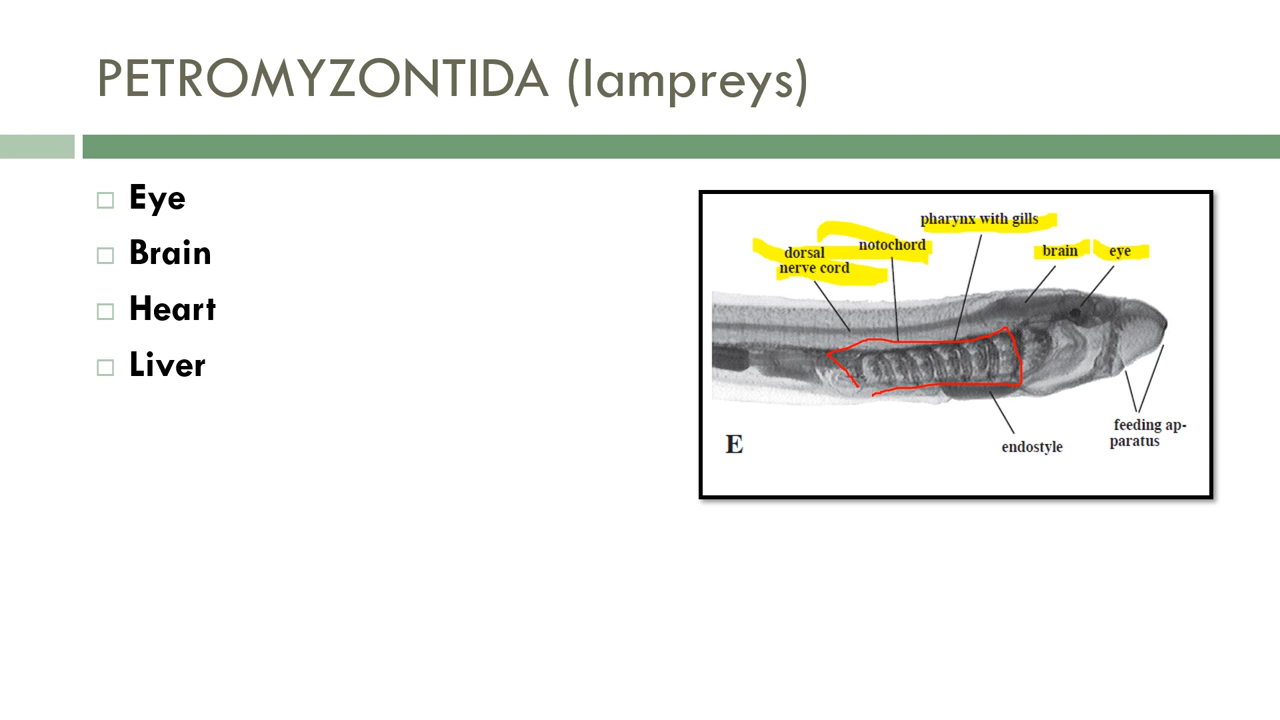 PETROMYZONTIDA (lampreys)
Eye
Brain
Heart
Liver
pharynx with gills
notochord
dorsal
nerve cord
brain
eye
feeding ap-
paratus
endostyle
E